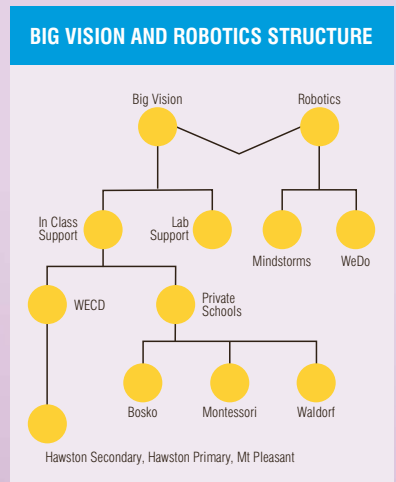 BIG VISION AND ROBOTICS STRUCTURE
Big Vision
Robotics
In Class
Support
Lab
Support
Mindstorms
WeDo
WECD
Private
Schools
Bosko
Montessori
Waldorf
Hawston Secondary, Hawston Primary, Mt Pleasant